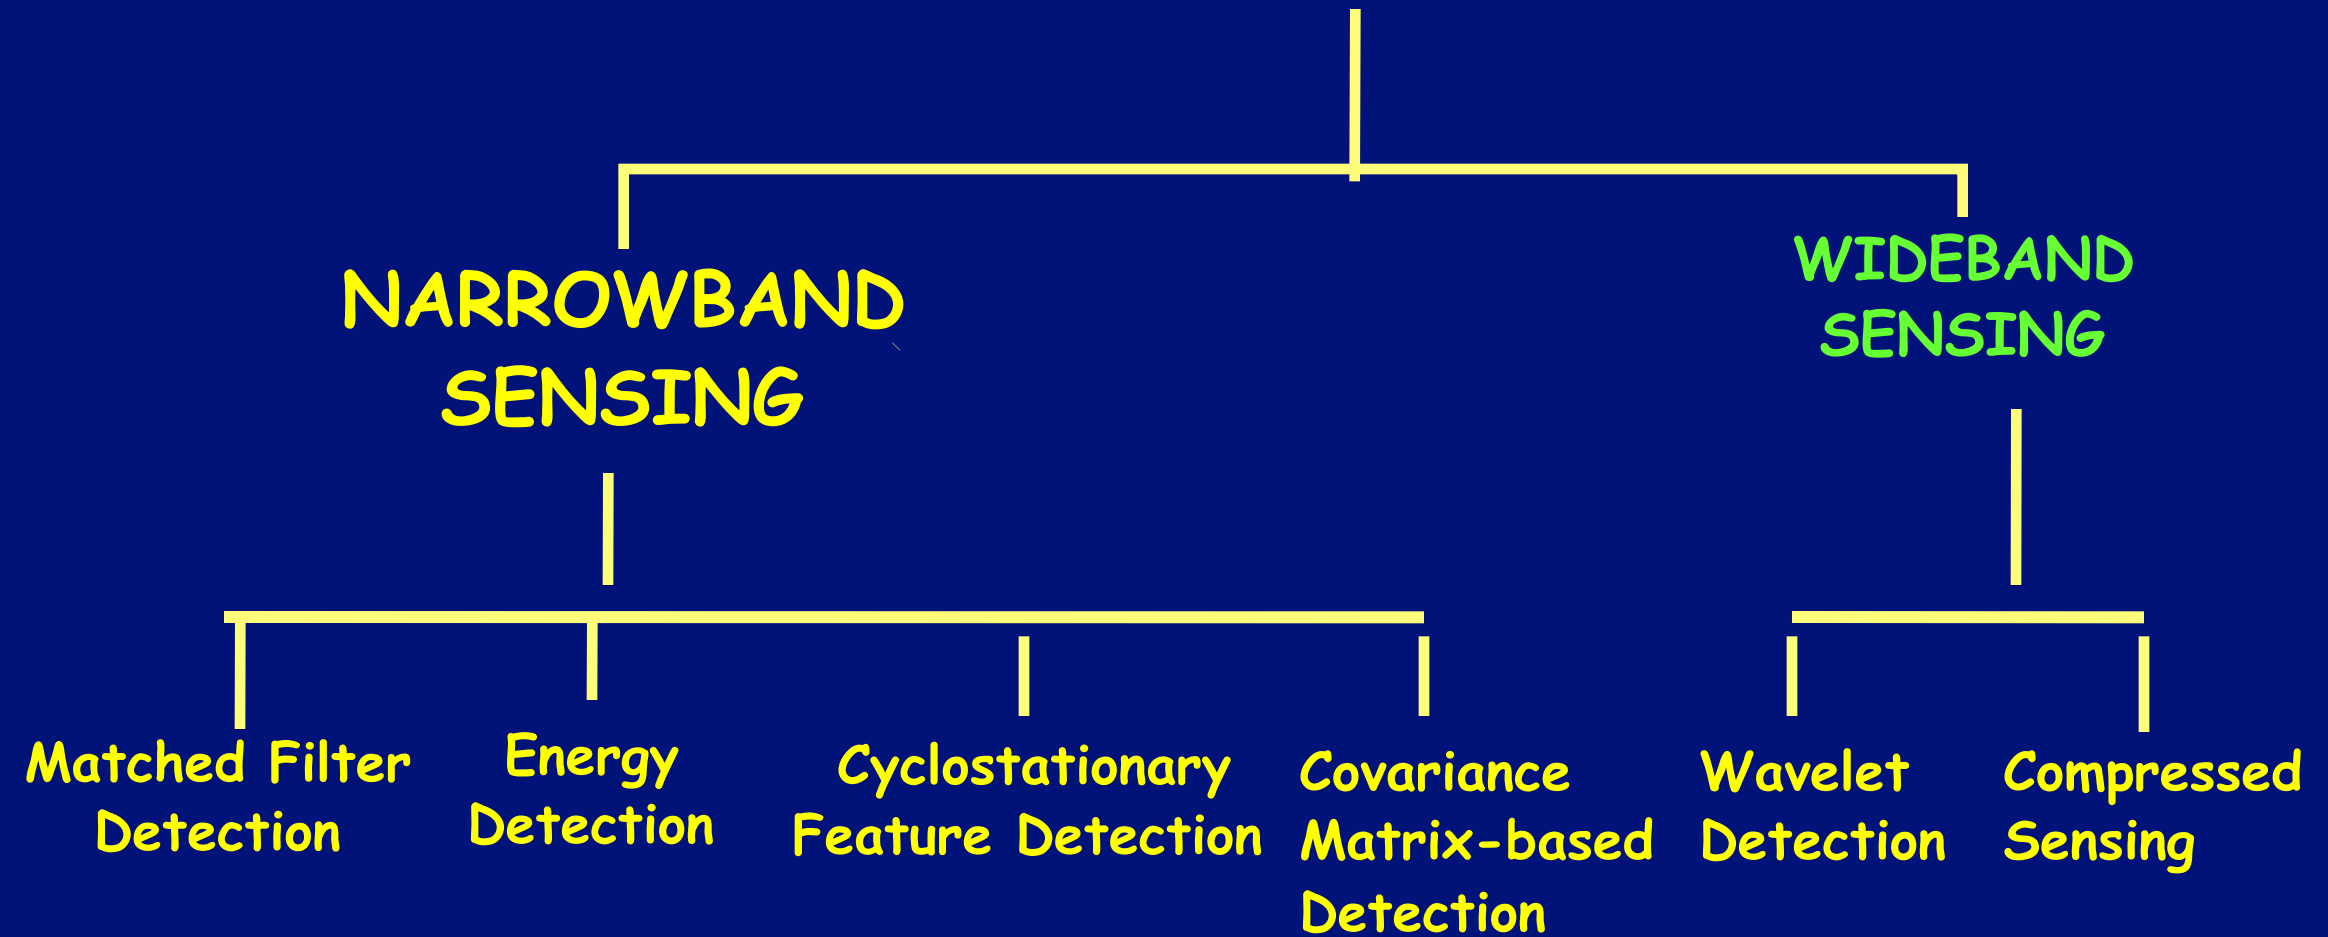 NARROWBAND
SENSING
WIDEBAND
SENSING
Matched Filter
Detection
Energy
Detection
Cyclostationary
Feature Detection
Covariance
Matrix-based
Detection
Wavelet
Detection
Compressed
Sensing